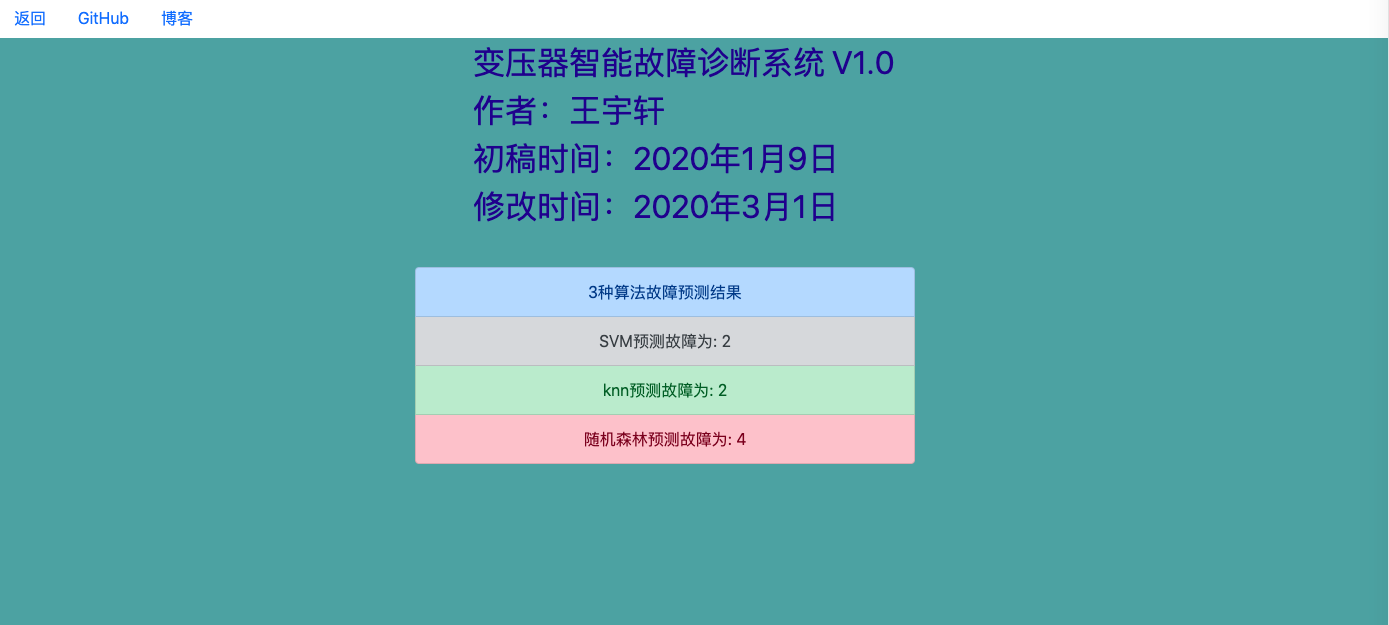 返回 GitHub 博客
变压器智能故障诊断系统 V1.0
作者：王宇轩
初稿时间：2020年1月9日
修改时间：2020年3月1日
3种算法故障预测结果
SVM预测故障为: 2
knn预测故障为: 2
随机森林预测故障为: 4